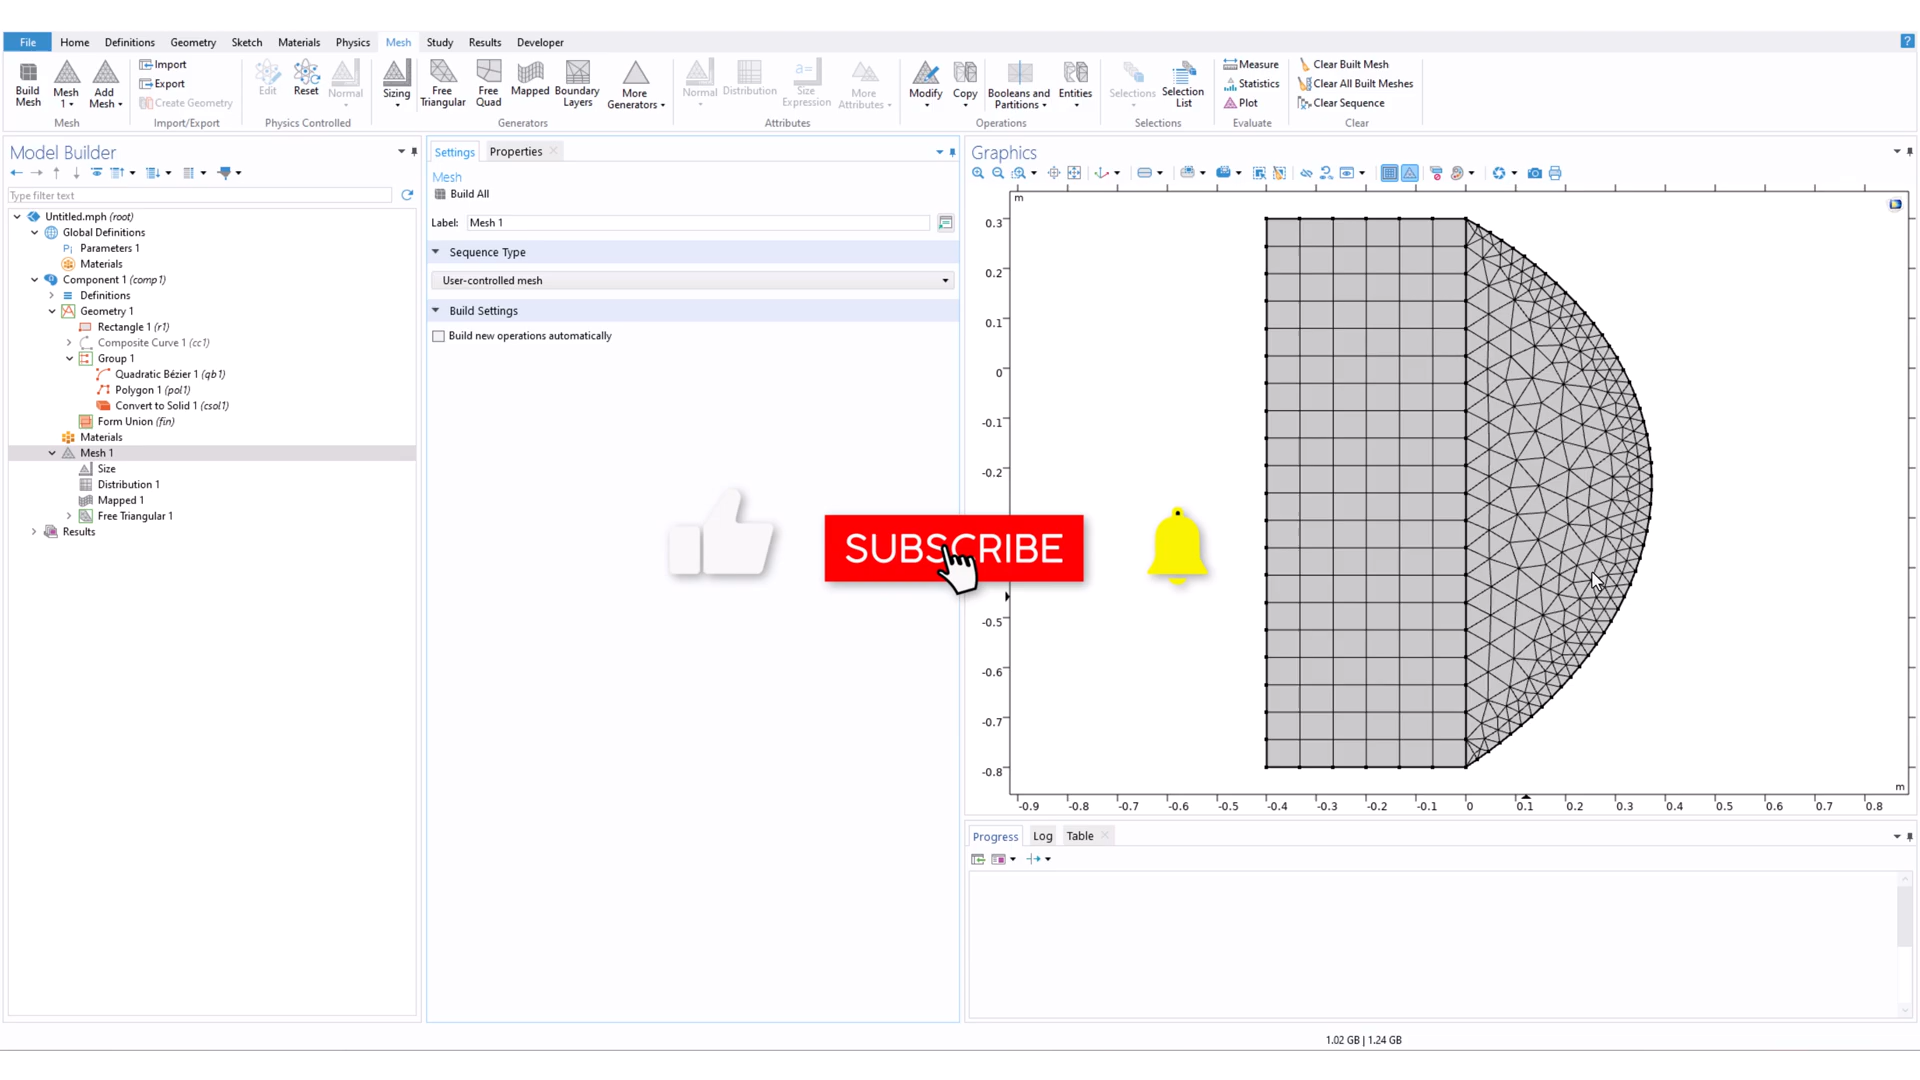 File Home Definitions Geometry Sketch Materials Physics Mesh Study Results Developer
?
Build Mesh
Mesh 1
Add Mesh
Mesh
Import
Export
Create Geometry
Import/Export
Edit
Reset
Normal
Physics Controlled
Sizing
Free Triangular
Free Quad
Mapped
Boundary Layers
More Generators
Generators
Normal
Distribution
a=
Size Expression
More Attributes
Attributes
Modify
Copy
Booleans and Partitions
Entities
Operations
Selections
Selection List
Selections
Measure
Statistics
Plot
Evaluate
Clear Built Mesh
Clear All Built Meshes
Clear Sequence
Clear
Model Builder
Type filter text
Untitled.mph (root)
Global Definitions
Pi Parameters 1
Materials
Component 1 (comp1)
Definitions
Geometry 1
Rectangle 1 (r1)
Composite Curve 1 (cc1)
Group 1
Quadratic Bézier 1 (qb1)
Polygon 1 (pol1)
Convert to Solid 1 (csol1)
Form Union (fin)
Materials
Mesh 1
Size
Distribution 1
Mapped 1
Free Triangular 1
Results
Settings Properties
Mesh
Build All
Label: Mesh 1
Sequence Type
User-controlled mesh
Build Settings
Build new operations automatically
SUBSCRIBE
Graphics
m
0.3
0.2
0.1
0
-0.1
-0.2
-0.5
-0.6
-0.7
-0.8
m
-0.9 -0.8 -0.7 -0.6 -0.5 -0.4 -0.3 -0.2 -0.1 0 0.1 0.2 0.3 0.4 0.5 0.6 0.7 0.8
Progress Log Table
1.02 GB | 1.24 GB